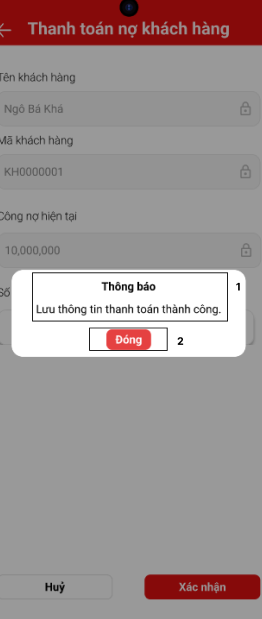 Thanh toán nợ khách hàng
Tên khách hàng
Ngô Bá Khá
Mã khách hàng
KH0000001
Công nợ hiện tại
10,000,000
Số
Thông báo
1
Lưu thông tin thanh toán thành công.
Đóng
2
Huỷ
Xác nhận